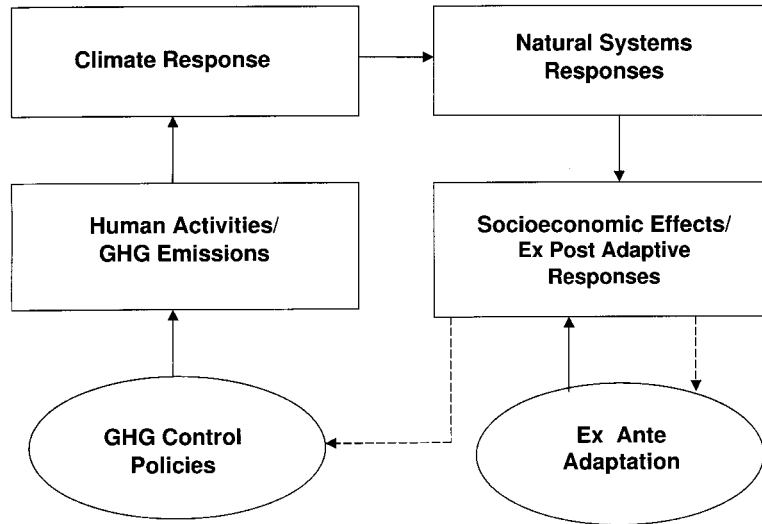 Climate Response
Natural Systems
Responses
Human Activities/
GHG Emissions
Socioeconomic Effects/
Ex Post Adaptive
Responses
GHG Control
Policies
Ex Ante
Adaptation